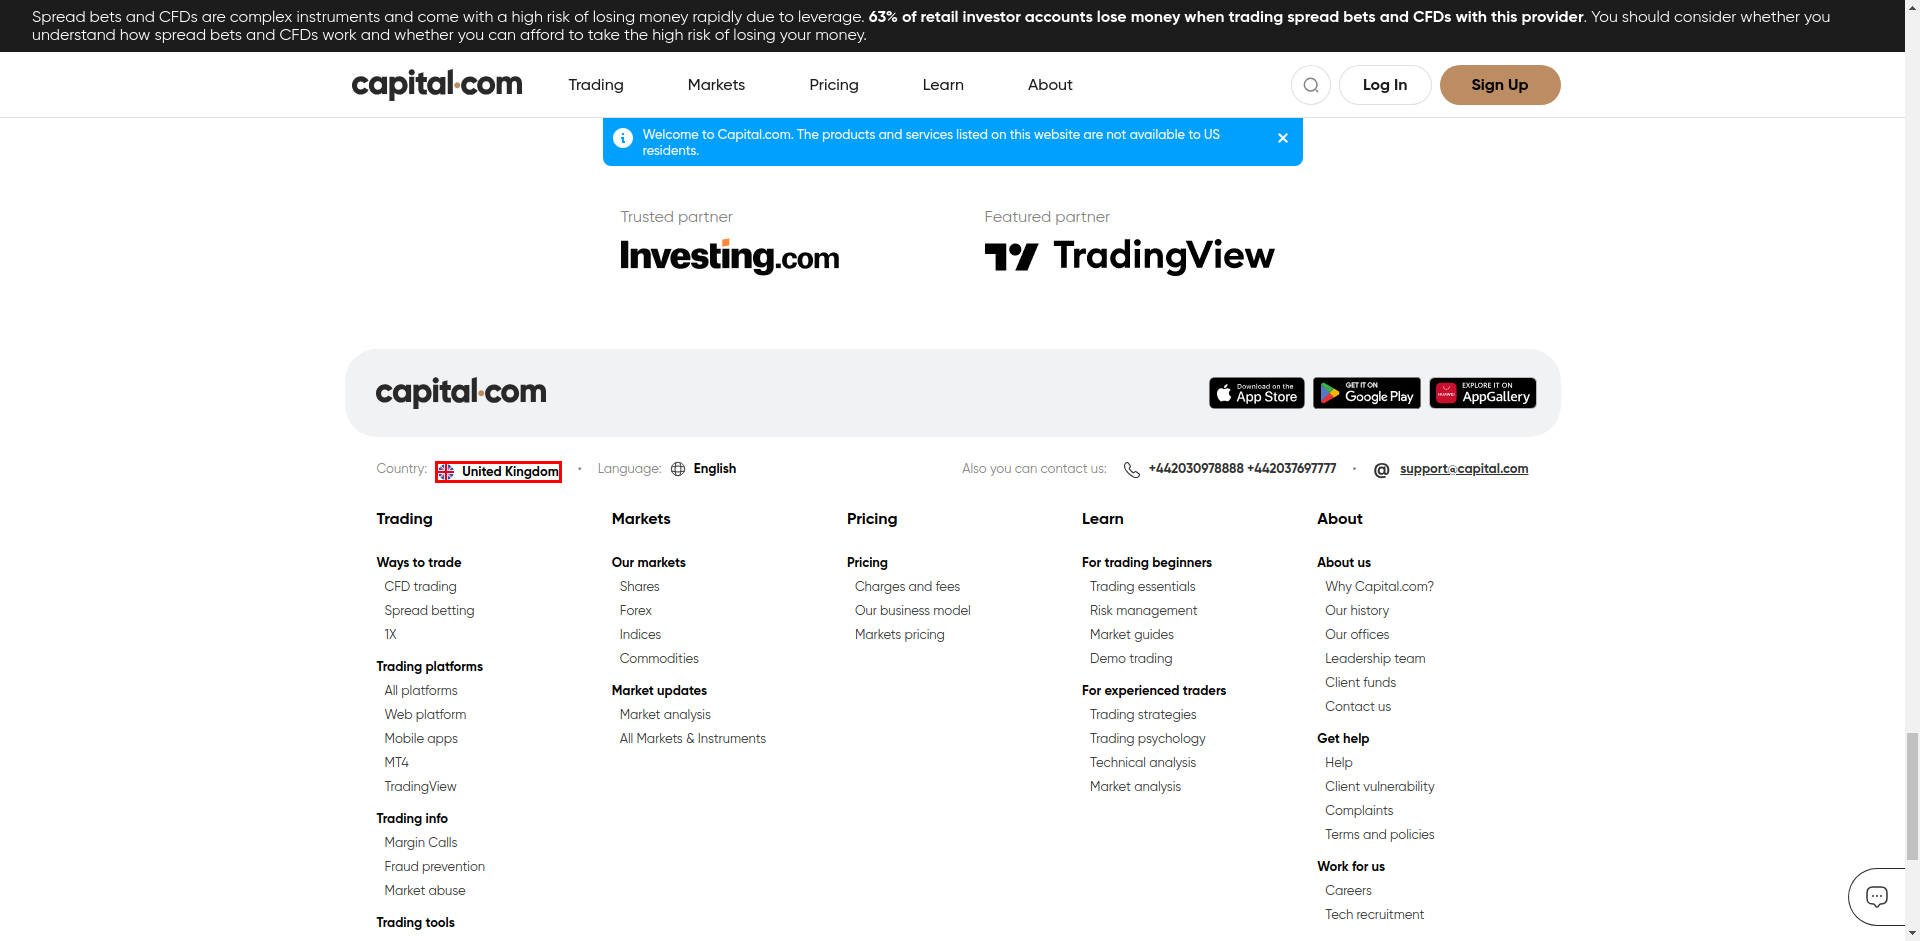 Spread bets and CFDs are complex instruments and come with a high risk of losing money rapidly due to leverage. 63% of retail investor accounts lose money when trading spread bets and CFDs with this provider. You should consider whether you
understand how spread bets and CFDs work and whether you can afford to take the high risk of losing your money.
capital.com
Trading
Markets
Pricing
Learn
About
Log In
Sign Up
Welcome to Capital.com. The products and services listed on this website are not available to US
residents.
Trusted partner
Featured partner
Investing.com
TradingView
capital.com
Download on the
App Store
GET IT ON
Google Play
HUAWEI
EXPLORE IT ON
AppGallery
Country: United Kingdom • Language: English
Also you can contact us: +442030978888 +442037697777 • @ support@capital.com
Trading
Ways to trade
CFD trading
Spread betting
1X
Trading platforms
All platforms
Web platform
Mobile apps
MT4
TradingView
Trading info
Margin Calls
Fraud prevention
Market abuse
Trading tools
Markets
Our markets
Shares
Forex
Indices
Commodities
Market updates
Market analysis
All Markets & Instruments
Pricing
Pricing
Charges and fees
Our business model
Markets pricing
Learn
For trading beginners
Trading essentials
Risk management
Market guides
Demo trading
For experienced traders
Trading strategies
Trading psychology
Technical analysis
Market analysis
About
About us
Why Capital.com?
Our history
Our offices
Leadership team
Client funds
Contact us
Get help
Help
Client vulnerability
Complaints
Terms and policies
Work for us
Careers
Tech recruitment